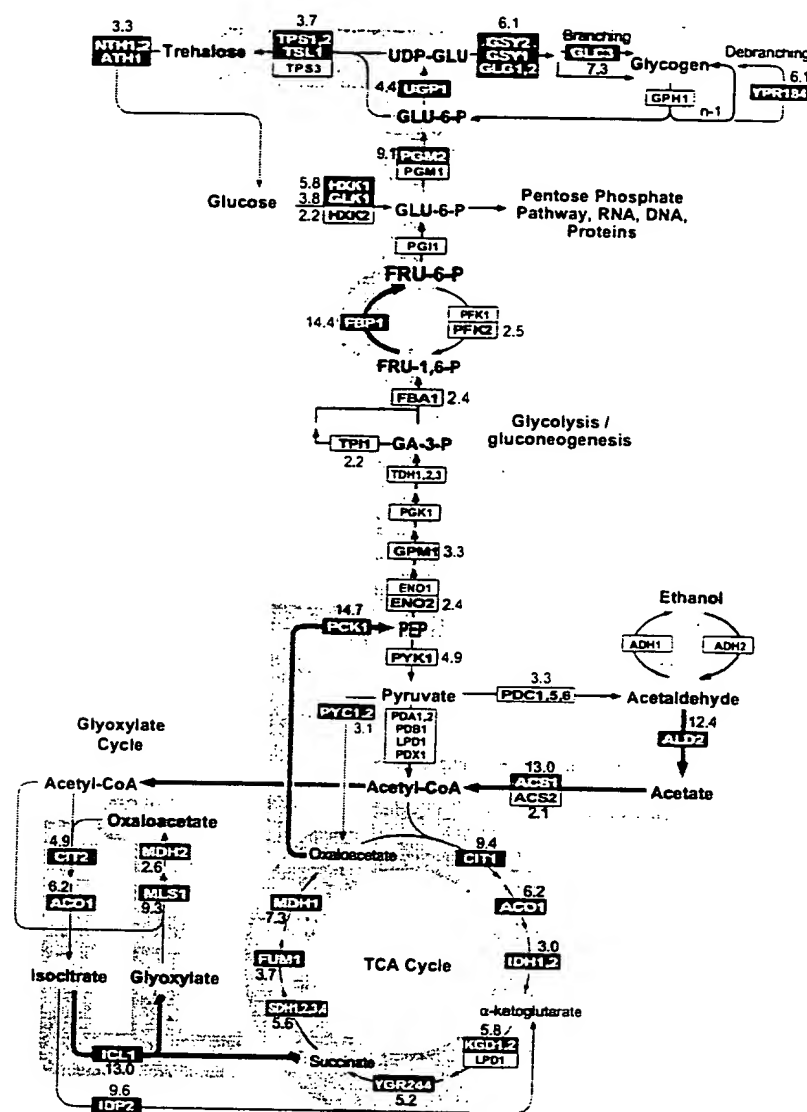 3.3
NTH1,2
ATH1
Trehalose
3.7
TPS1,2
TSL1
TPS3
UDP-GLU
6.1
GSY2
GSY1
GLG1,2
Branching
GLC3
7.3
Glycogen
Debranching
6.1
YPR184
GPH1
n-1
4.4
UGP1
GLU-6-P
9.1
PGM2
PGM1
Glucose
5.8
HXK1
3.8
GLK1
2.2
HXK2
GLU-6-P
Pentose Phosphate
Pathway, RNA, DNA,
Proteins
PGI1
FRU-6-P
14.4
FBP1
PFK1
PFK2
2.5
FRU-1,6-P
FBA1
2.4
TPI1
2.2
GA-3-P
Glycolysis /
gluconeogenesis
TDH1,2,3
PGK1
GPM1
3.3
ENO1
ENO2
2.4
14.7
PCK1
PEP
PYK1
4.9
Ethanol
ADH1
ADH2
Pyruvate
3.3
PDC1,5,6
Acetaldehyde
PYC1,2
3.1
PDA1,2
PDB1
LPD1
PDX1
12.4
ALD2
Glyoxylate
Cycle
Acetyl-CoA
Acetyl-CoA
13.0
ACS1
ACS2
2.1
Acetate
Oxaloacetate
4.9
CIT2
MDH2
2.6
6.2
ACO1
MLS1
9.3
Isocitrate
Glyoxylate
ICL1
13.0
9.6
IDP2
Oxaloacetate
9.4
CIT1
MDH1
7.3
6.2
ACO1
FUM1
3.7
TCA Cycle
3.0
IDH1,2
SDH1,2,3,4
5.6
α-ketoglutarate
5.8
KGD1,2
LPD1
Succinate
YGR244
5.2